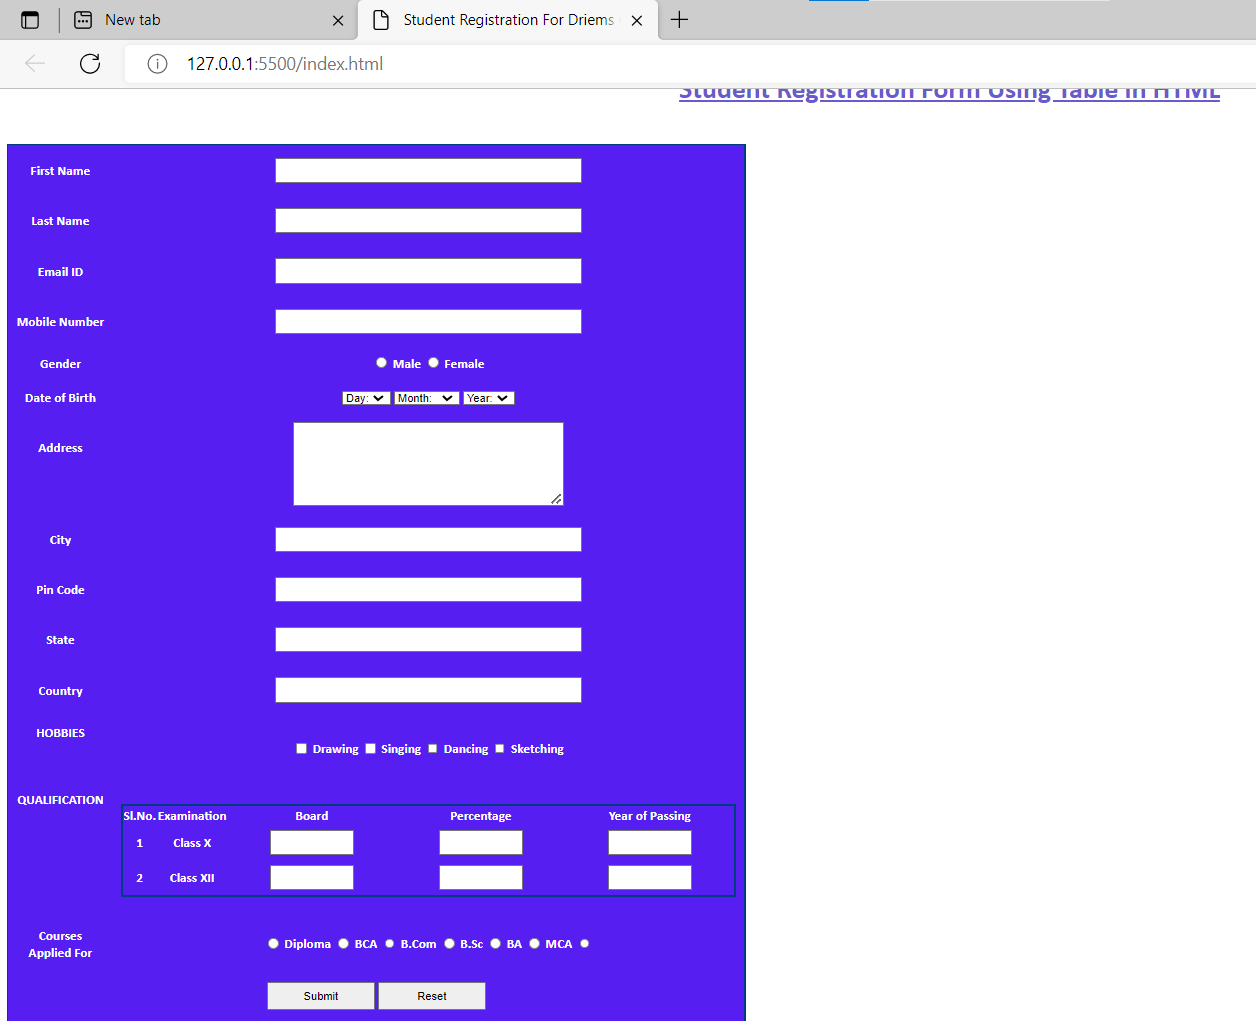 New tab
Student Registration For Driems
127.0.0.1:5500/index.html
Student Registration Form Using Table in HTML
First Name
Last Name
Email ID
Mobile Number
Gender Male Female
Date of Birth Day: Month: Year:
Address
City
Pin Code
State
Country
HOBBIES
Drawing Singing Dancing Sketching
QUALIFICATION
Sl.No. Examination Board Percentage Year of Passing
1 Class X
2 Class XII
Courses
Applied For
Diploma BCA B.Com B.Sc BA MCA
Submit Reset